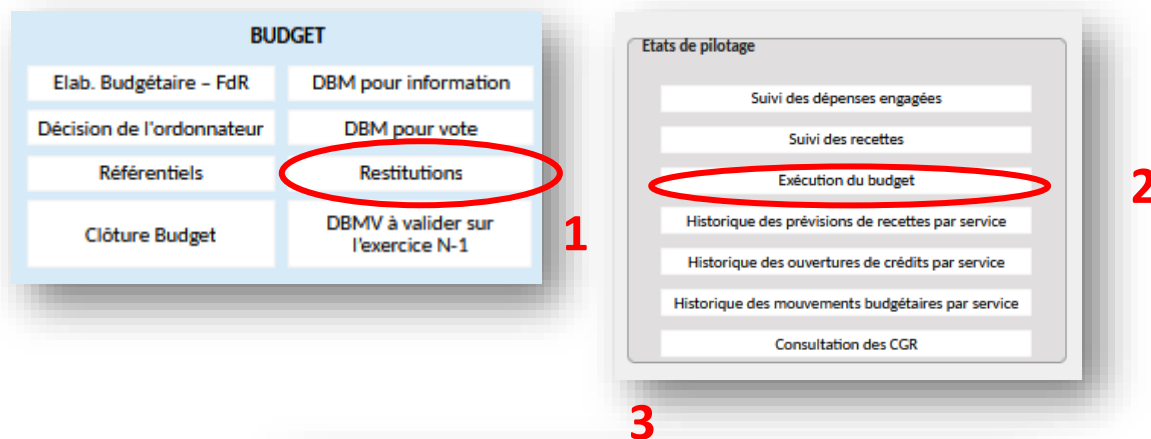 BUDGET
Elab. Budgétaire – FdR
DBM pour information
Décision de l'ordonnateur
DBM pour vote
Référentiels
Restitutions
Clôture Budget
DBMV à valider sur
l'exercice N-1
1
Etats de pilotage
Suivi des dépenses engagées
Suivi des recettes
Exécution du budget
Historique des prévisions de recettes par service
Historique des ouvertures de crédits par service
Historique des mouvements budgétaires par service
Consultation des CGR
2
3